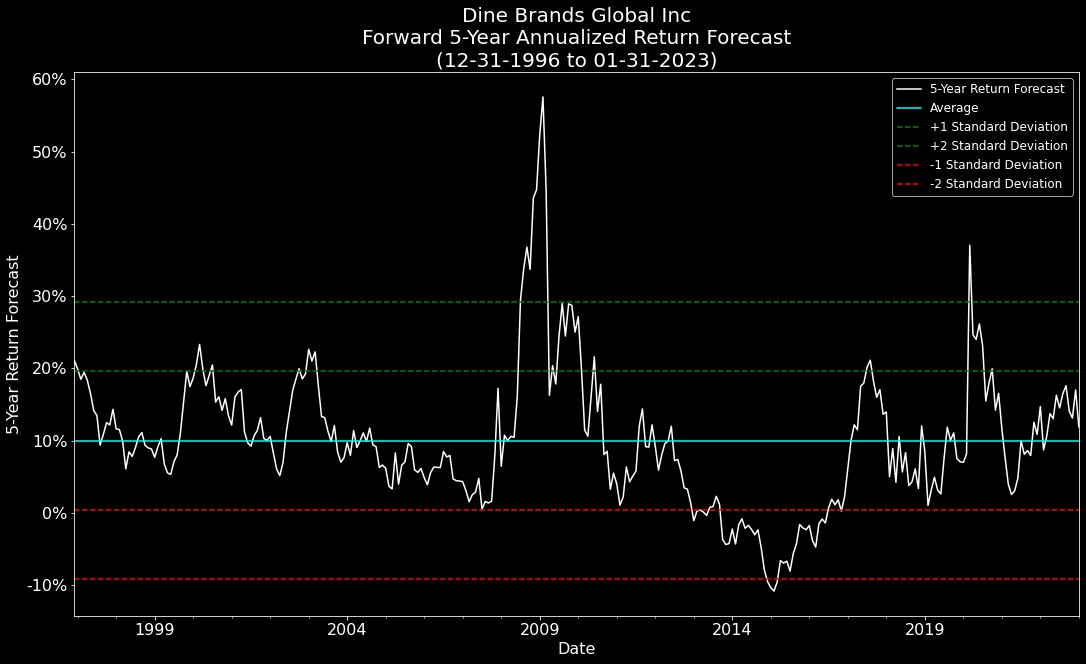 Dine Brands Global Inc
Forward 5-Year Annualized Return Forecast
(12-31-1996 to 01-31-2023)
5-Year Return Forecast
Average
+1 Standard Deviation
+2 Standard Deviation
-1 Standard Deviation
-2 Standard Deviation
60%
50%
40%
30%
20%
10%
0%
-10%
5-Year Return Forecast
1999
2004
2009
2014
2019
Date